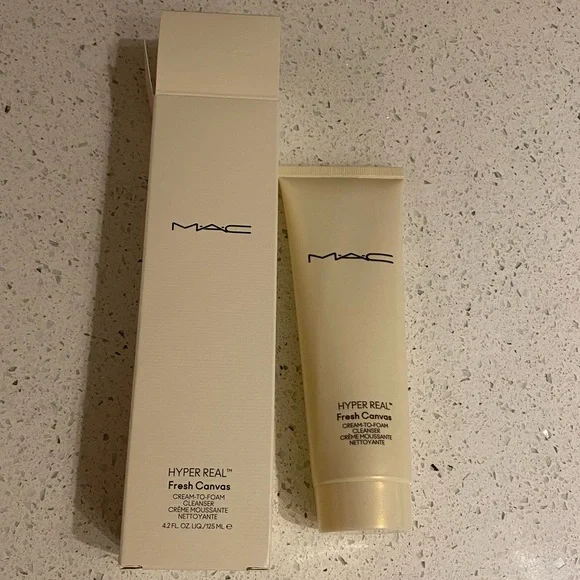 MAC
HYPER REAL™
Fresh Canvas
CREAM-TO-FOAM
CLEANSER
CRÈME MOUSSANTE
NETTOYANTE
4.2 FL. OZ. LIQ./125 ML ℮
MAC
HYPER REAL™
Fresh Canvas
CREAM-TO-FOAM
CLEANSER
CRÈME MOUSSANTE
NETTOYANTE